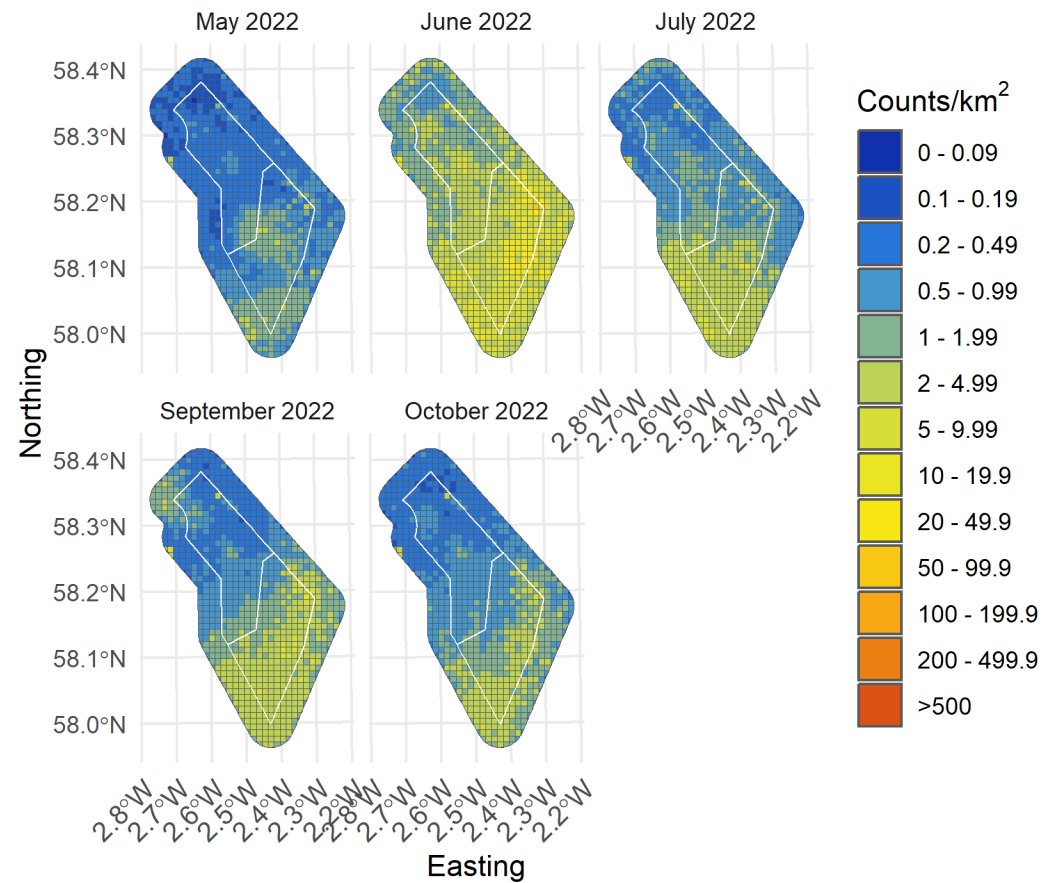 May 2022
June 2022
July 2022
58.4°N
58.3°N
58.2°N
58.1°N
58.0°N
2.8°W
2.7°W
2.6°W
2.5°W
2.4°W
2.3°W
2.2°W
September 2022
October 2022
58.4°N
58.3°N
58.2°N
58.1°N
58.0°N
2.8°W
2.7°W
2.6°W
2.5°W
2.4°W
2.3°W
2.2°W
2.8°W
2.7°W
2.6°W
2.5°W
2.4°W
2.3°W
2.2°W
Northing
Easting
Counts/km²
0 - 0.09
0.1 - 0.19
0.2 - 0.49
0.5 - 0.99
1 - 1.99
2 - 4.99
5 - 9.99
10 - 19.9
20 - 49.9
50 - 99.9
100 - 199.9
200 - 499.9
>500